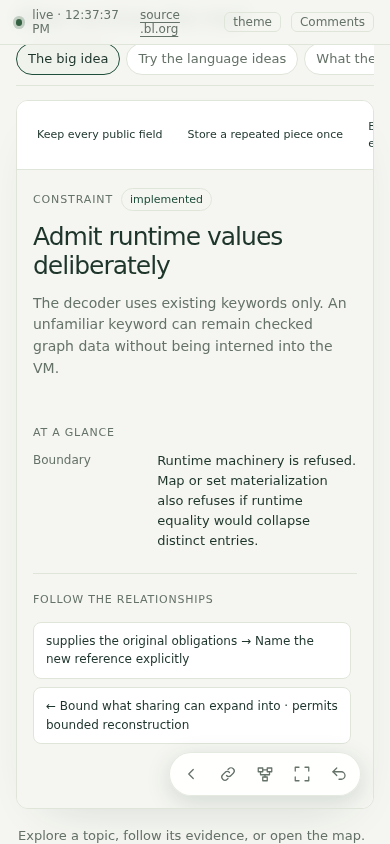 live · 12:37:37 PM
source.bl.org
theme
Comments
The big idea
Try the language ideas
What the
Keep every public field
Store a repeated piece once
CONSTRAINT
implemented
Admit runtime values
deliberately
The decoder uses existing keywords only. An
unfamiliar keyword can remain checked
graph data without being interned into the
VM.
AT A GLANCE
Boundary
Runtime machinery is refused.
Map or set materialization
also refuses if runtime
equality would collapse
distinct entries.
FOLLOW THE RELATIONSHIPS
supplies the original obligations → Name the
new reference explicitly
← Bound what sharing can expand into · permits
bounded reconstruction
Explore a topic, follow its evidence, or open the map.